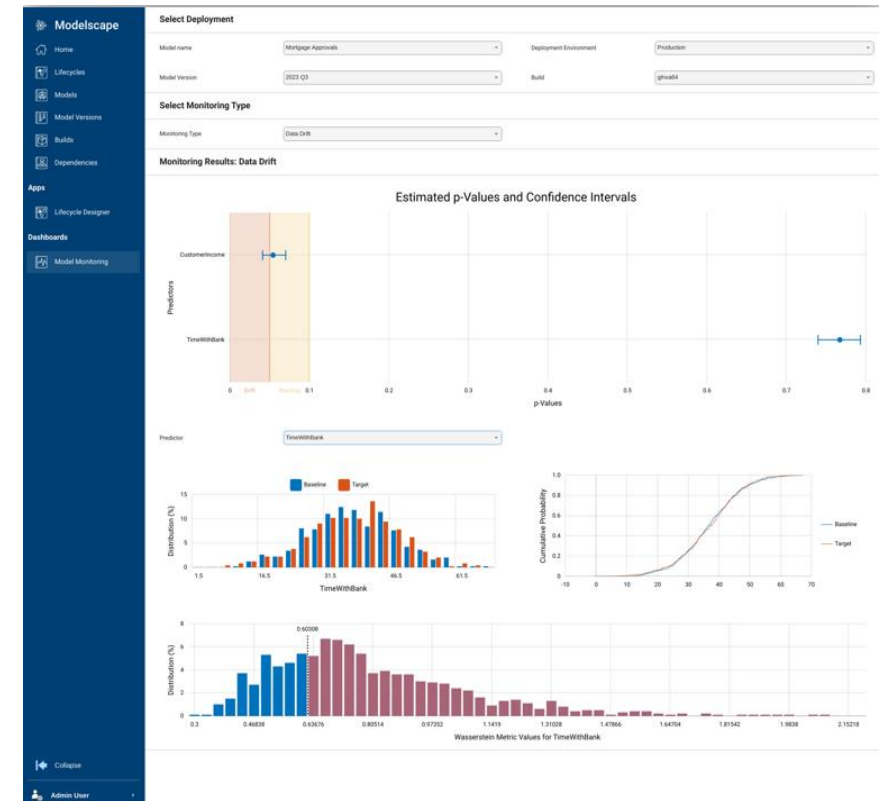 Modelscape
Home
Lifecycles
Models
Model Versions
Builds
Dependencies
Apps
Lifecycle Designer
Dashboards
Model Monitoring
Collapse
Admin User
Select Deployment
Model name Mortgage Approvals Deployment Environment Production
Model Version 2023 Q3 Build
Select Monitoring Type
Monitoring Type Data Drift
Monitoring Results: Data Drift
Estimated p-Values and Confidence Intervals
Predictors
CustomerIncome
TimeWithBank
0 Drift Warning 0.1 0.2 0.3 0.4 0.5 0.6 0.7 0.8
p-Values
Predictor TimeWithBank
Baseline Target
Distribution (%)
15
10
5
0
1.5 16.5 31.5 46.5 61.5
TimeWithBank
Cumulative Probability
1.0
0.8
0.6
0.4
0.2
0
-10 0 10 20 30 40 50 60 70
Baseline
Target
Distribution (%)
8
6
4
2
0
0.60308
0.3 0.46838 0.63676 0.80514 0.97352 1.1419 1.31028 1.47866 1.64704 1.81542 1.9838 2.15218
Wasserstein Metric Values for TimeWithBank